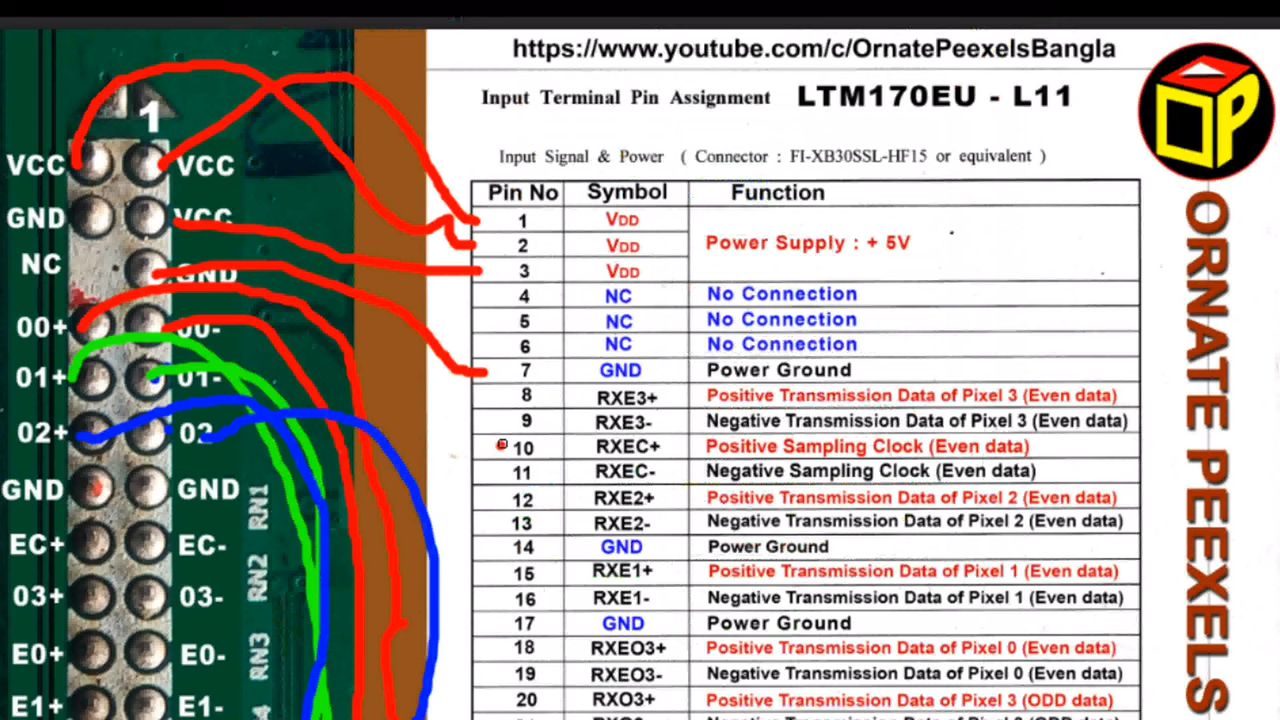 https://www.youtube.com/c/OrnatePeexelsBangla
Input Terminal Pin Assignment LTM170EU - L11
Input Signal & Power ( Connector : FI-XB30SSL-HF15 or equivalent )
Pin No Symbol Function
1 VDD
2 VDD Power Supply : + 5V
3 VDD
4 NC No Connection
5 NC No Connection
6 NC No Connection
7 GND Power Ground
8 RXE3+ Positive Transmission Data of Pixel 3 (Even data)
9 RXE3- Negative Transmission Data of Pixel 3 (Even data)
10 RXEC+ Positive Sampling Clock (Even data)
11 RXEC- Negative Sampling Clock (Even data)
12 RXE2+ Positive Transmission Data of Pixel 2 (Even data)
13 RXE2- Negative Transmission Data of Pixel 2 (Even data)
14 GND Power Ground
15 RXE1+ Positive Transmission Data of Pixel 1 (Even data)
16 RXE1- Negative Transmission Data of Pixel 1 (Even data)
17 GND Power Ground
18 RXEO3+ Positive Transmission Data of Pixel 0 (Even data)
19 RXEO3- Negative Transmission Data of Pixel 0 (Even data)
20 RXO3+ Positive Transmission Data of Pixel 3 (ODD data)
1
VCC VCC
GND VCC
NC GND
00+ 00-
01+ 01-
02+ 02-
GND GND
EC+ EC-
03+ 03-
E0+ E0-
E1+ E1-
RN1
RN2
RN3
OP
ORNATE PEEXELS